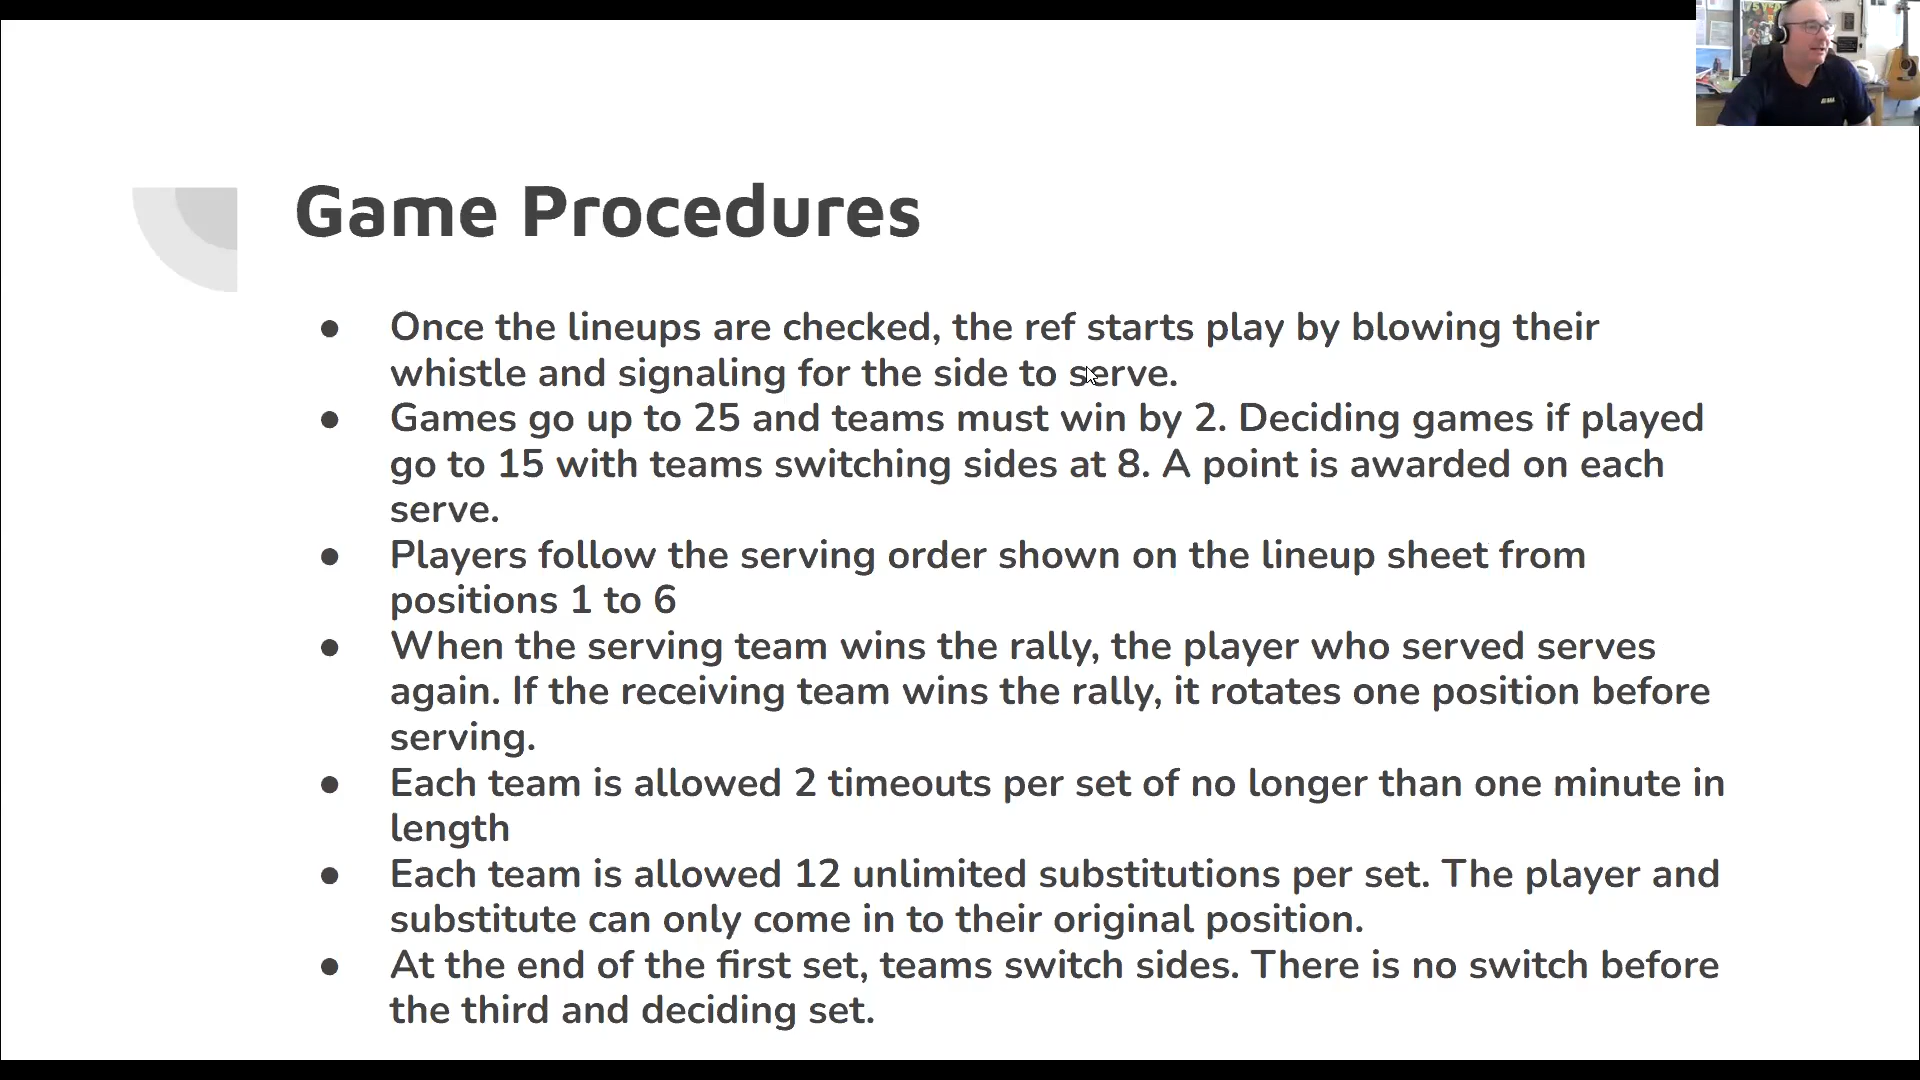 Game Procedures
● Once the lineups are checked, the ref starts play by blowing their
whistle and signaling for the side to serve.
● Games go up to 25 and teams must win by 2. Deciding games if played
go to 15 with teams switching sides at 8. A point is awarded on each
serve.
● Players follow the serving order shown on the lineup sheet from
positions 1 to 6
● When the serving team wins the rally, the player who served serves
again. If the receiving team wins the rally, it rotates one position before
serving.
● Each team is allowed 2 timeouts per set of no longer than one minute in
length
● Each team is allowed 12 unlimited substitutions per set. The player and
substitute can only come in to their original position.
● At the end of the first set, teams switch sides. There is no switch before
the third and deciding set.